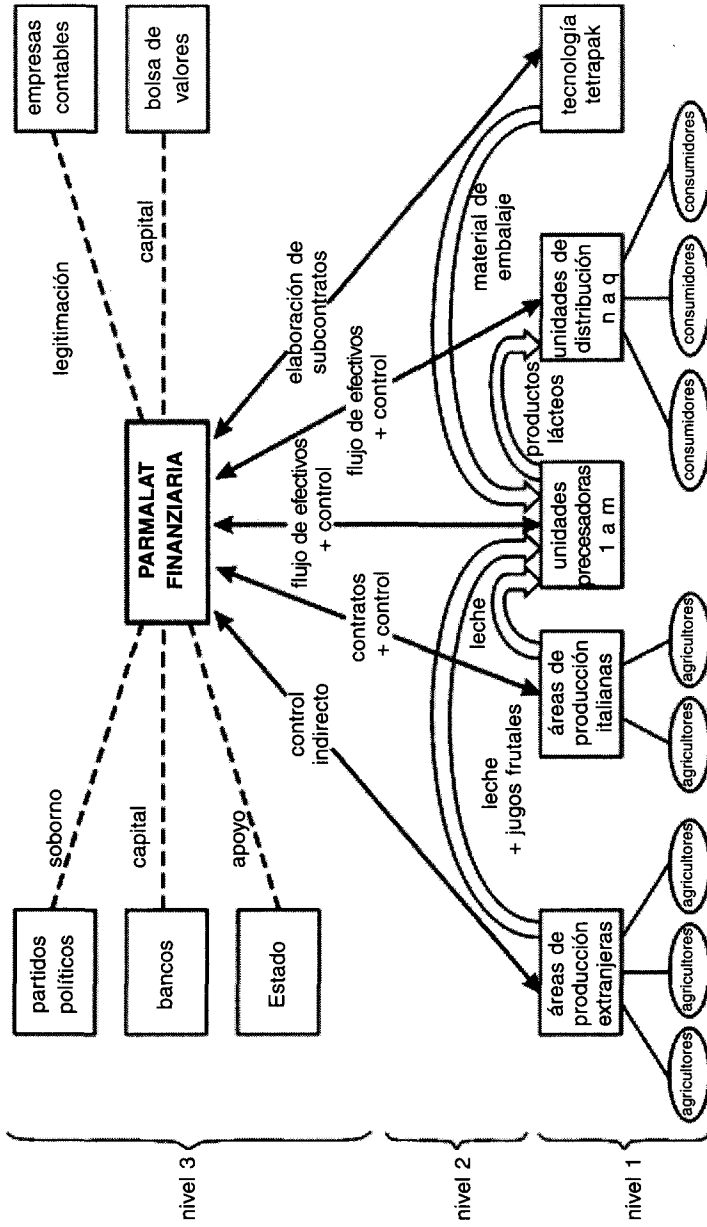 partidos
políticos
bancos
Estado
soborno
capital
apoyo
PARMALAT
FINANZIARIA
legitimación
capital
empresas
contables
bolsa de
valores
control
indirecto
contratos
+ control
flujo de efectivos
+ control
flujo de efectivos
+ control
elaboración de
subcontratos
leche
+ jugos frutales
leche
productos
lácteos
material de
embalaje
áreas de
producción
extranjeras
áreas de
producción
italianas
unidades
precesadoras
1 a m
unidades de
distribución
n a q
tecnología
tetrapak
agricultores
agricultores
agricultores
agricultores
agricultores
consumidores
consumidores
consumidores
nivel 3
nivel 2
nivel 1